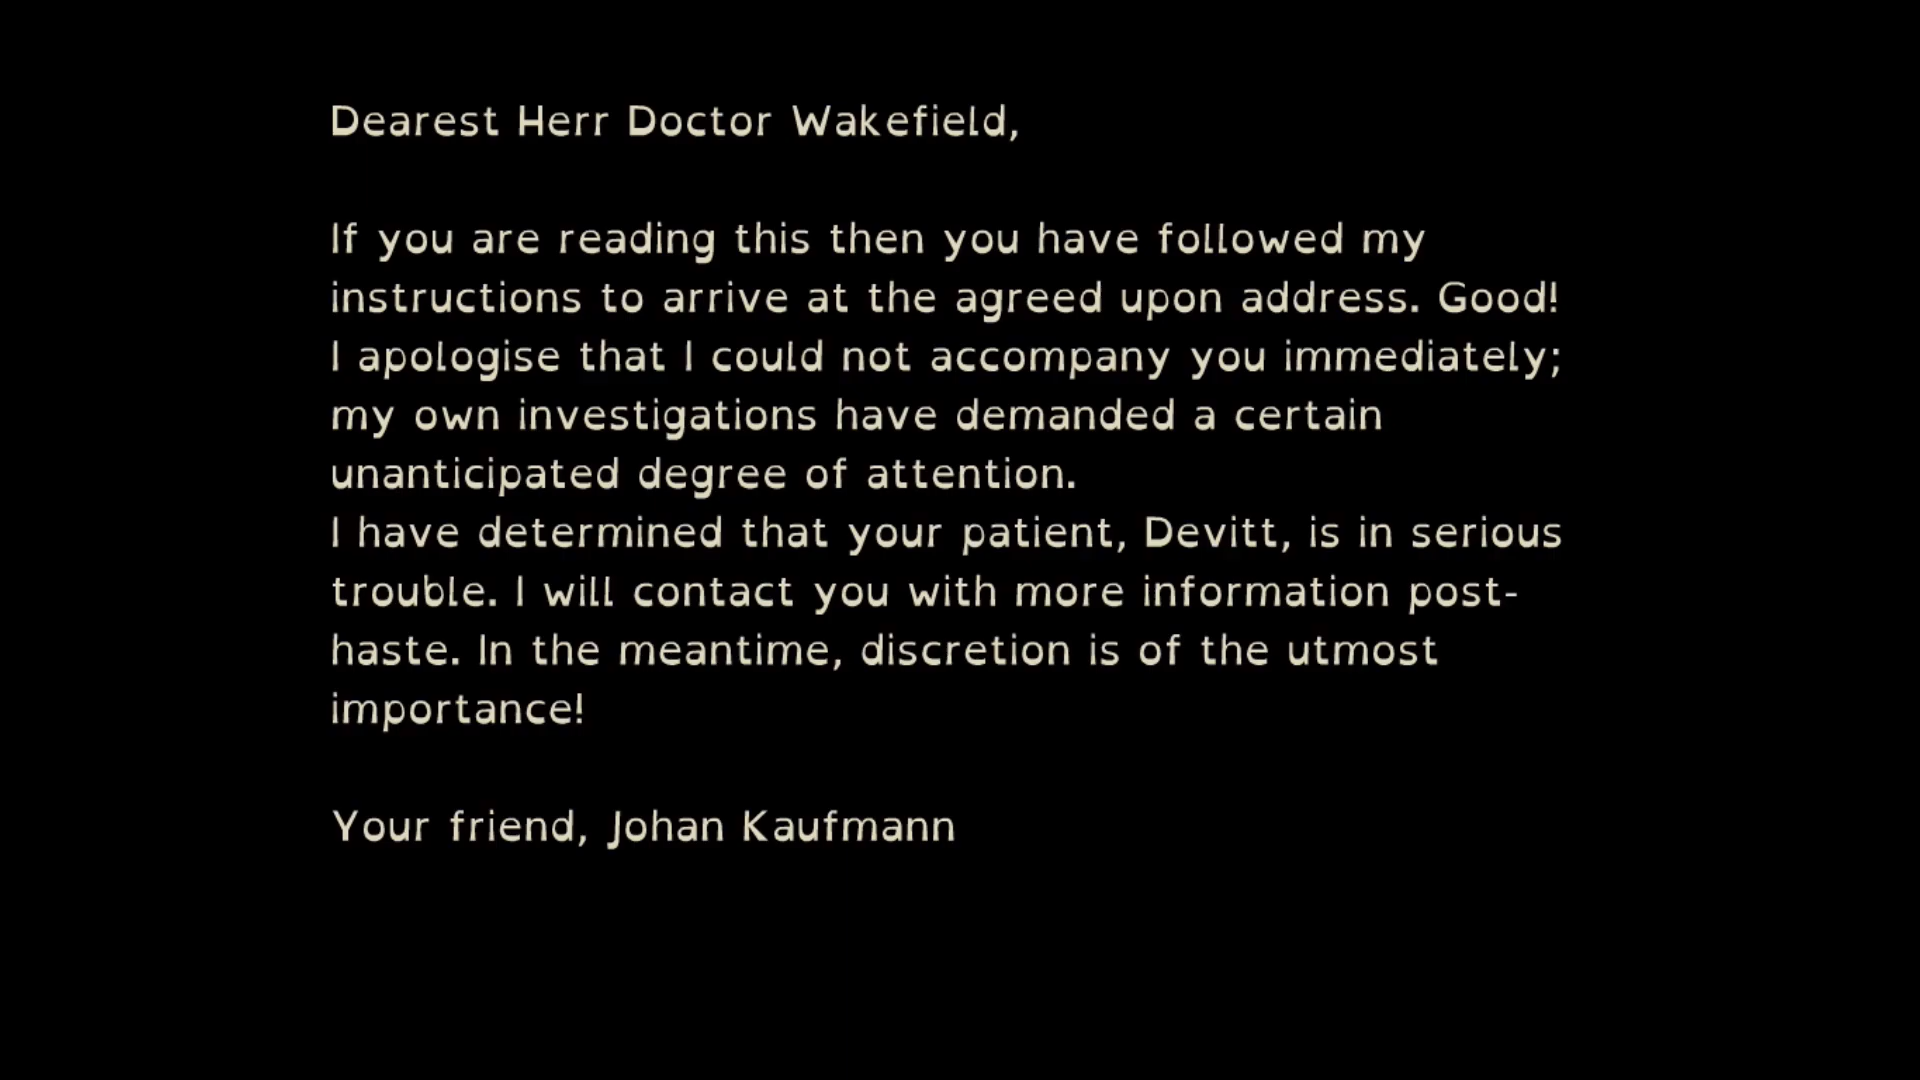 Dearest Herr Doctor Wakefield,
If you are reading this then you have followed my
instructions to arrive at the agreed upon address. Good!
I apologise that I could not accompany you immediately;
my own investigations have demanded a certain
unanticipated degree of attention.
I have determined that your patient, Devitt, is in serious
trouble. I will contact you with more information post-
haste. In the meantime, discretion is of the utmost
importance!
Your friend, Johan Kaufmann